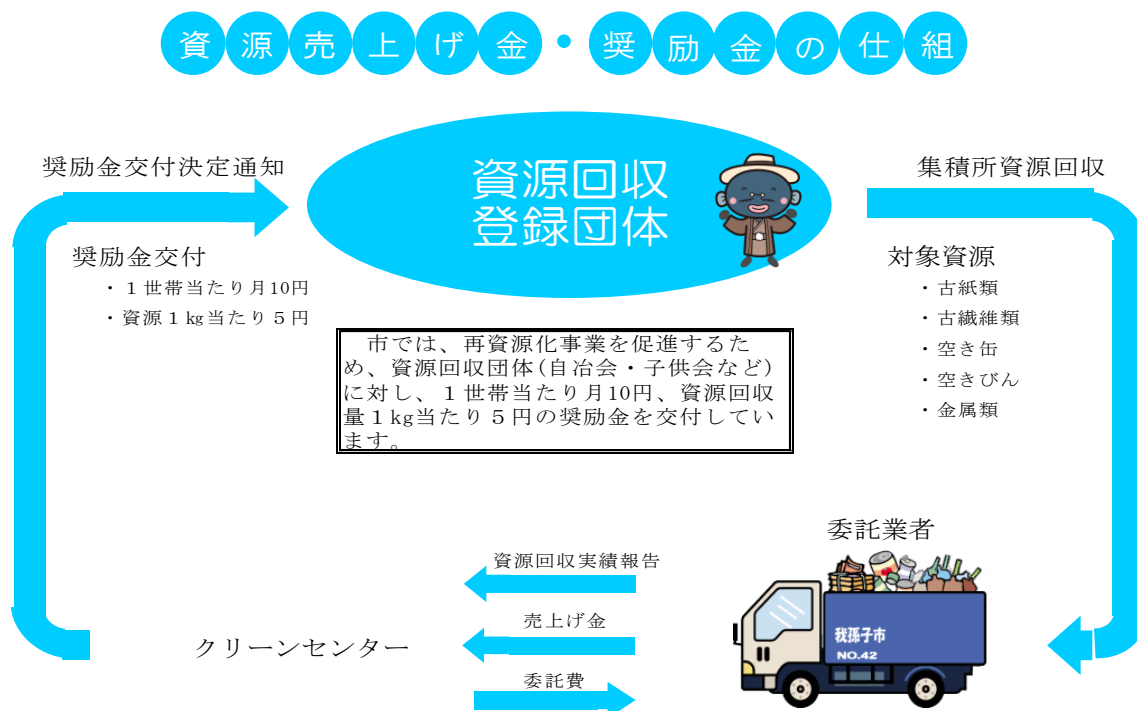 資源売上げ金・奨励金の仕組
資源回収
登録団体
奨励金交付決定通知
奨励金交付
・１世帯当たり月10円
・資源１㎏当たり５円
集積所資源回収
対象資源
・古紙類
・古繊維類
・空き缶
・空きびん
・金属類
市では、再資源化事業を促進するた
め、資源回収団体(自冶会・子供会など)
に対し、１世帯当たり月10円、資源回収
量１kg当たり５円の奨励金を交付してい
ます。
委託業者
資源回収実績報告
売上げ金
委託費
クリーンセンター
我孫子市
NO.42